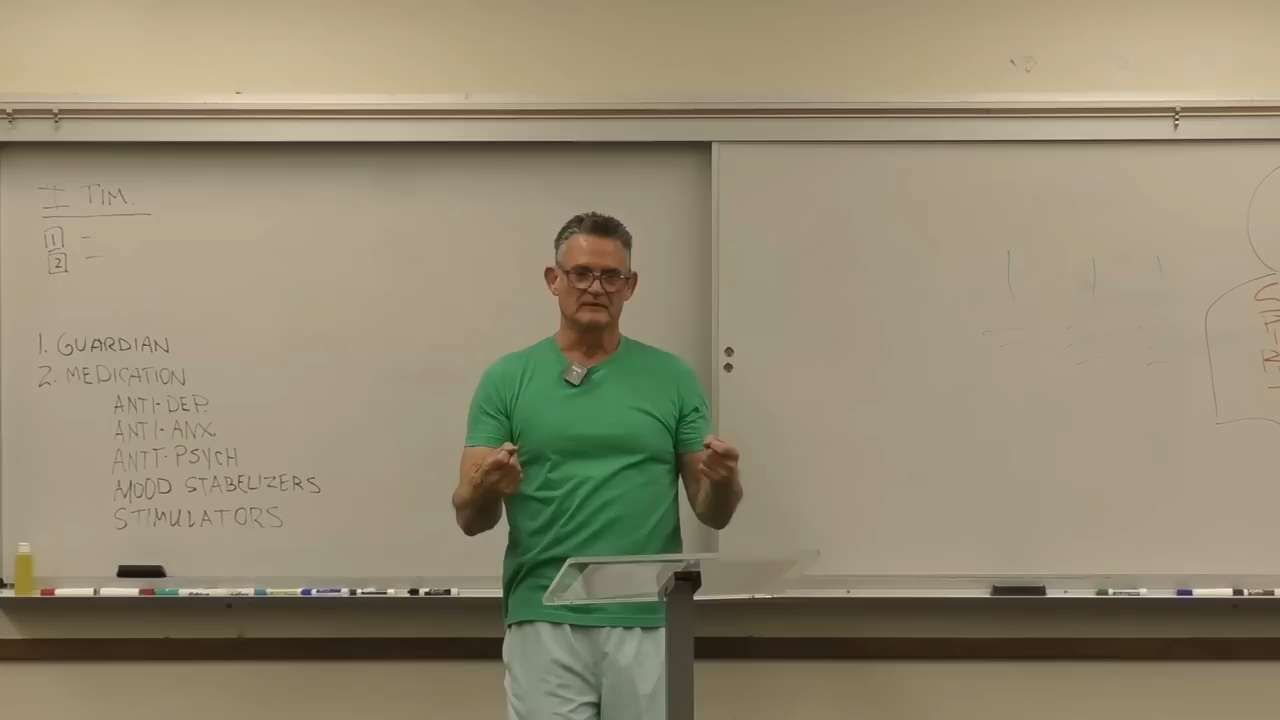 I TIM.
1 =
2 =
1. GUARDIAN
2. MEDICATION
ANTI-DEP.
ANTI-ANX.
ANTI-PSYCH
MOOD STABELIZERS
STIMULATORS